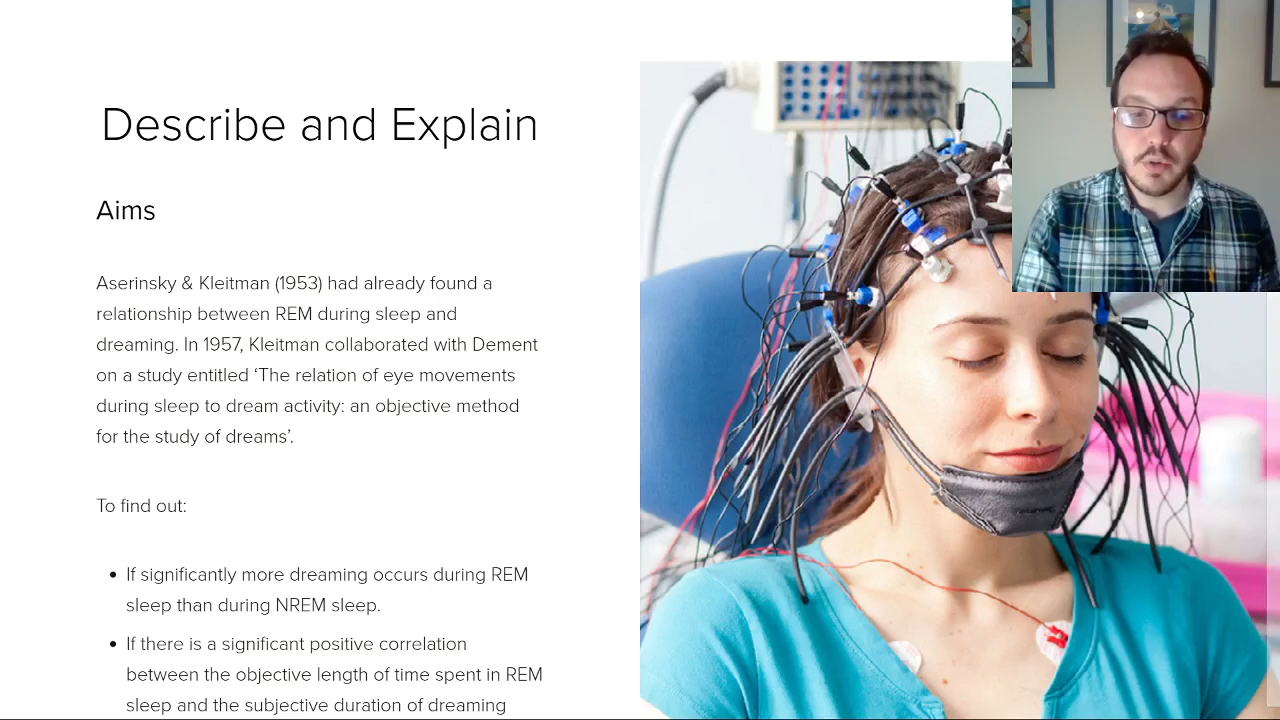 Describe and Explain
Aims
Aserinsky & Kleitman (1953) had already found a
relationship between REM during sleep and
dreaming. In 1957, Kleitman collaborated with Dement
on a study entitled ‘The relation of eye movements
during sleep to dream activity: an objective method
for the study of dreams’.
To find out:
• If significantly more dreaming occurs during REM
sleep than during NREM sleep.
• If there is a significant positive correlation
between the objective length of time spent in REM
sleep and the subjective duration of dreaming